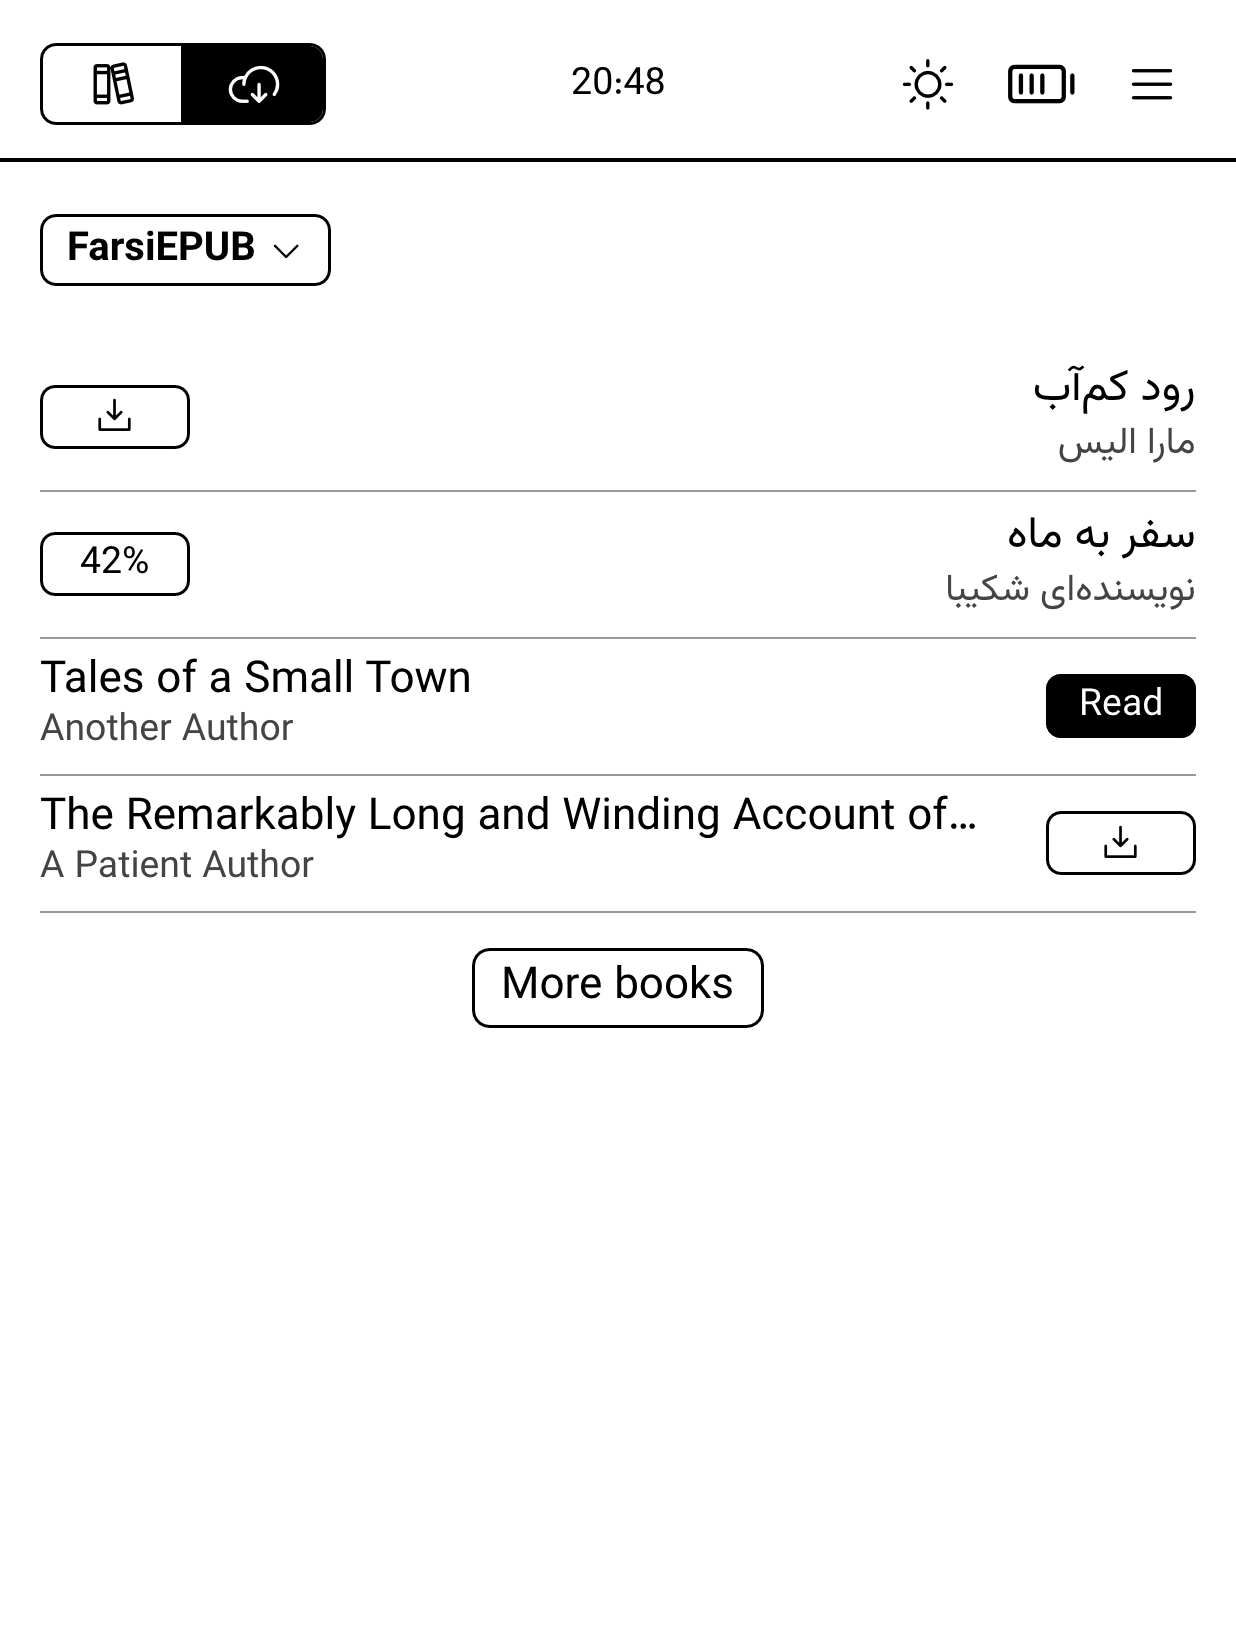 20:48
FarsiEPUB
رود کم‌آب
مارا الیس
سفر به ماه
نویسنده‌ای شکیبا
42%
Tales of a Small Town
Another Author
Read
The Remarkably Long and Winding Account of…
A Patient Author
More books